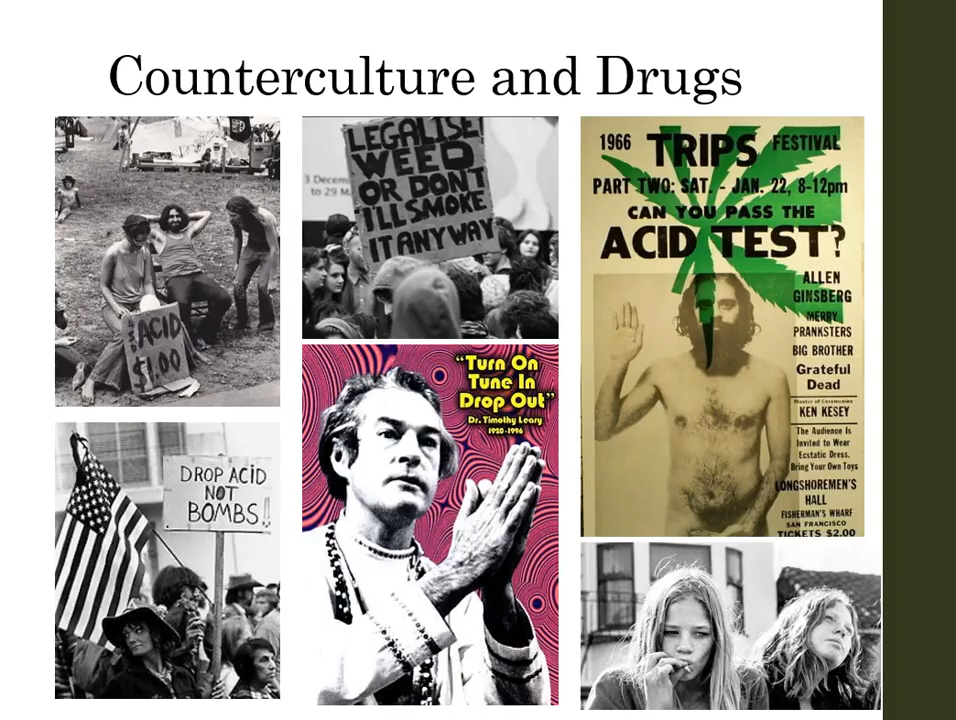 Counterculture and Drugs
ACID
$1.00
LEGALISE!
WEED
OR DONT
I'LL SMOKE
IT ANYWAY
3 Decem
to 29 M
1966 TRIPS FESTIVAL
PART TWO: SAT. - JAN. 22, 8-12pm
CAN YOU PASS THE
ACID TEST?
ALLEN
GINSBERG
MERRY
PRANKSTERS
BIG BROTHER
Grateful
Dead
Master of Ceremonies
KEN KESEY
The Audience Is
Invited to Wear
Ecstatic Dress.
Bring Your Own Toys
LONGSHOREMEN'S
HALL
FISHERMAN'S WHARF
SAN FRANCISCO
TICKETS $2.00
DROP ACID
NOT
BOMBS!!
"Turn On
Tune In
Drop Out"
Dr. Timothy Leary
1920-1996